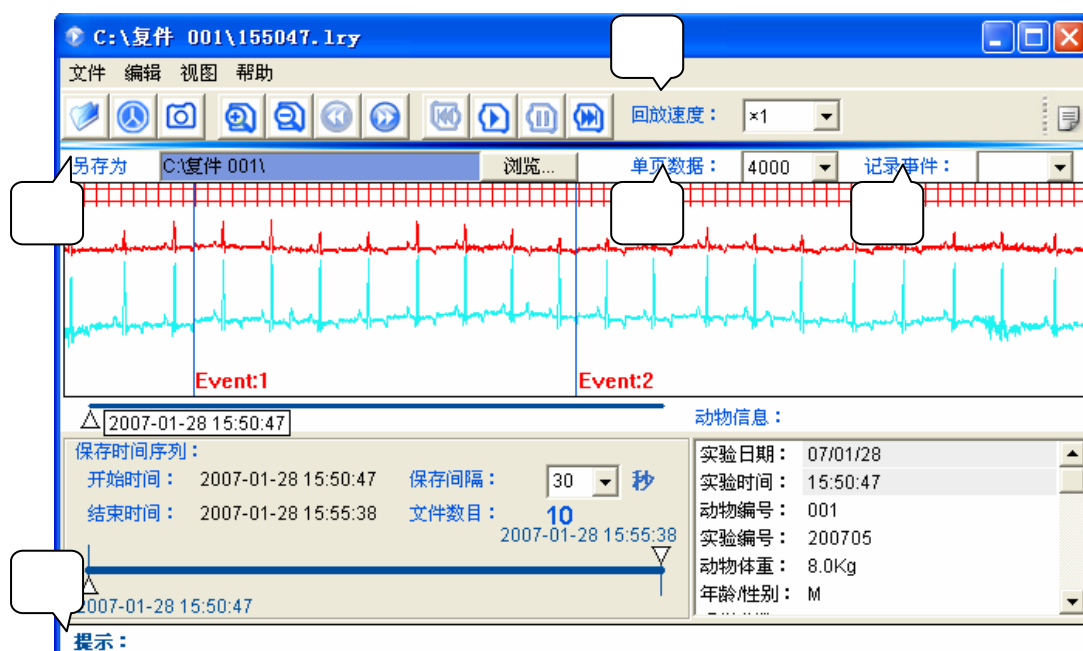 C:\复件 001\155047.lry
文件 编辑 视图 帮助
回放速度： ×1
另存为 C:\复件 001\ 浏览... 单页数据： 4000 记录事件：
Event:1 Event:2
2007-01-28 15:50:47
动物信息：
保存时间序列：
开始时间： 2007-01-28 15:50:47 保存间隔： 30 秒
结束时间： 2007-01-28 15:55:38 文件数目： 10
2007-01-28 15:55:38
2007-01-28 15:50:47
实验日期： 07/01/28
实验时间： 15:50:47
动物编号： 001
实验编号： 200705
动物体重： 8.0Kg
年龄/性别： M
提示：